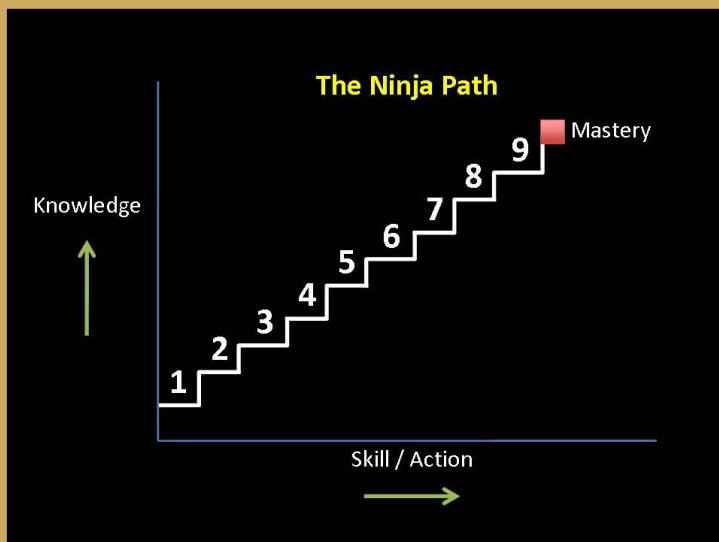 The Ninja Path
Mastery
9
8
Knowledge
7
6
5
4
3
2
1
Skill / Action